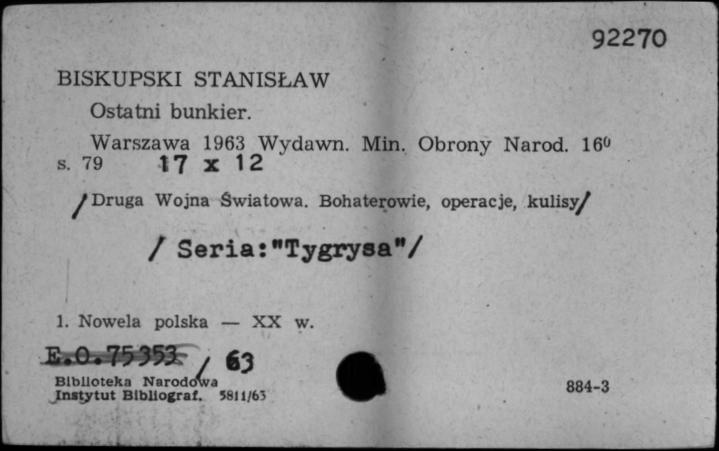 92270
BISKUPSKI STANISŁAW
Ostatni bunkier.
Warszawa 1963 Wydawn. Min. Obrony Narod. 16⁰
s. 79 17 x 12
/Druga Wojna Światowa. Bohaterowie, operacje, kulisy/
/ Seria:"Tygrysa"/
1. Nowela polska — XX w.
E.O.75353 / 63
Biblioteka Narodowa
Instytut Bibliograf. 5811/63
884-3